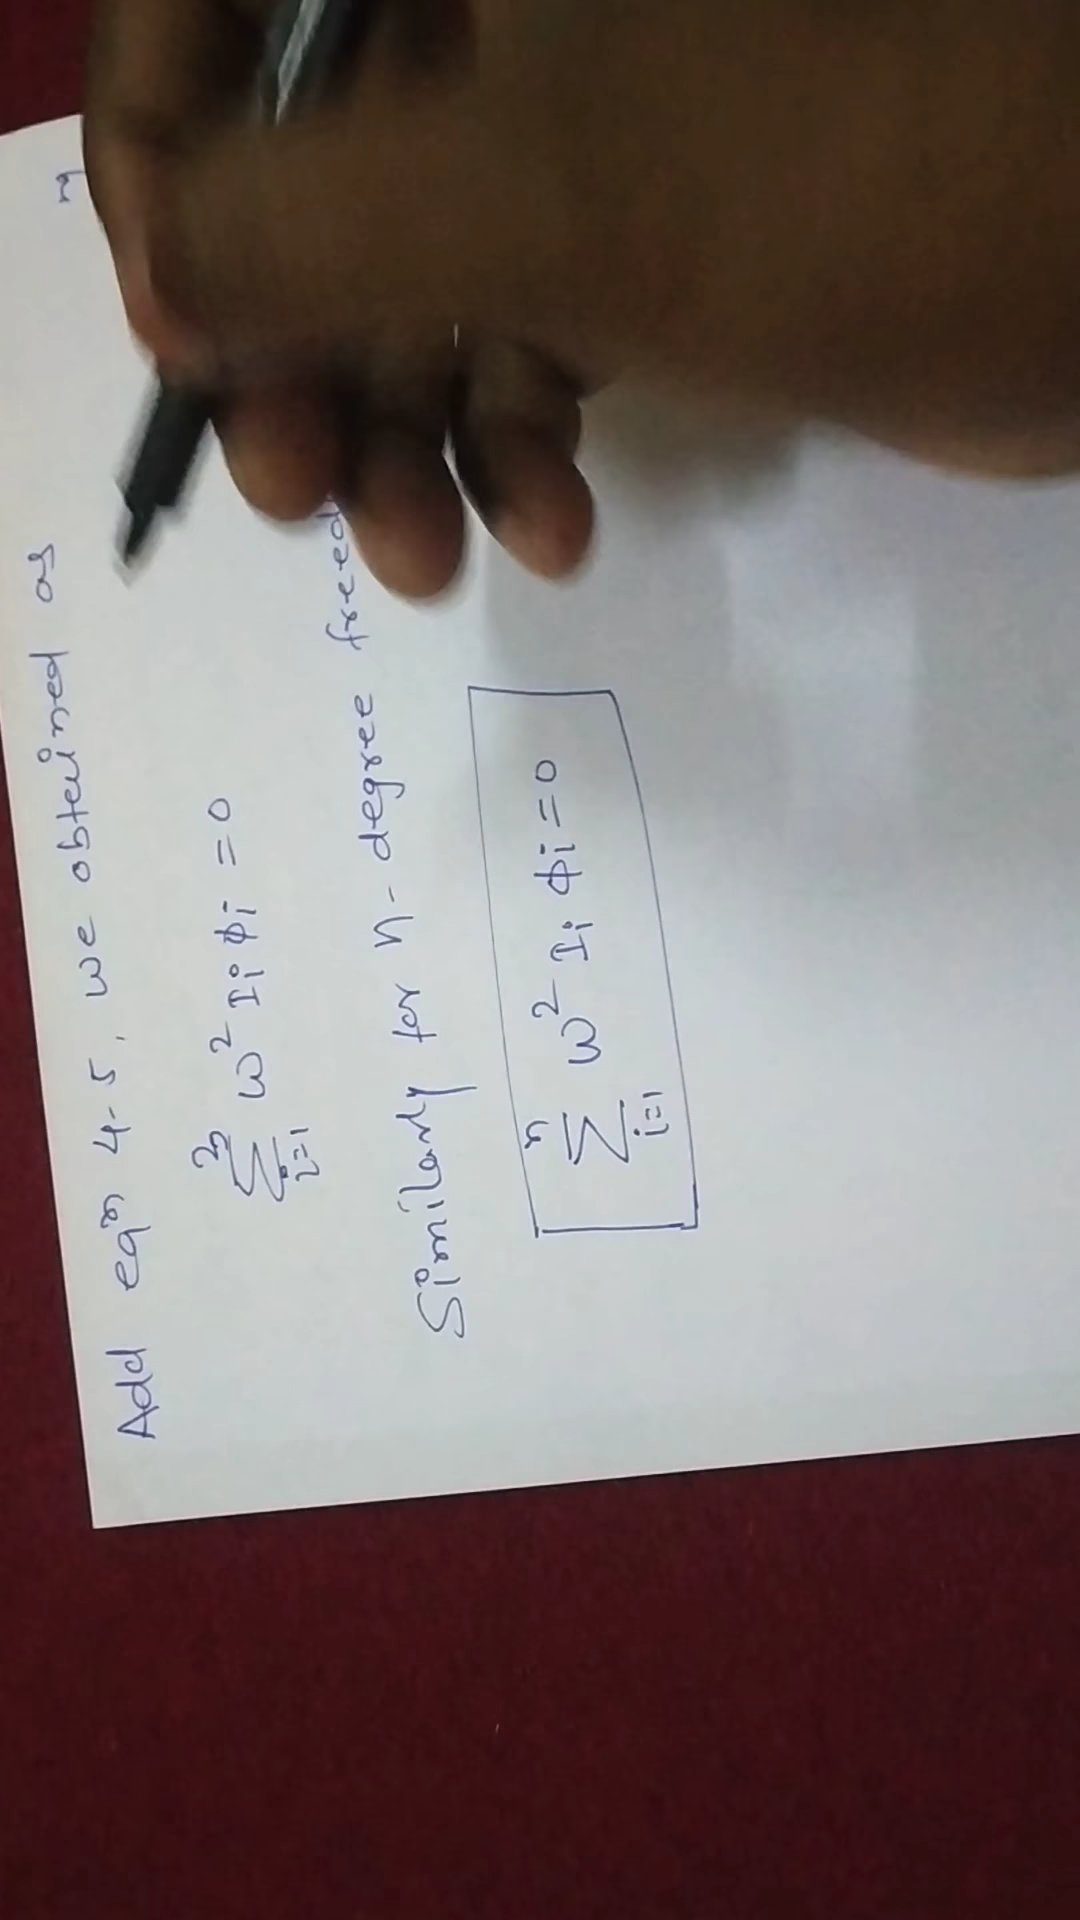 Add eqn 4-5, we obtained as
3
∑ ω² Ii φi = 0
i=1
Similarly for n-degree freed
n
∑ ω² Ii φi = 0
i=1